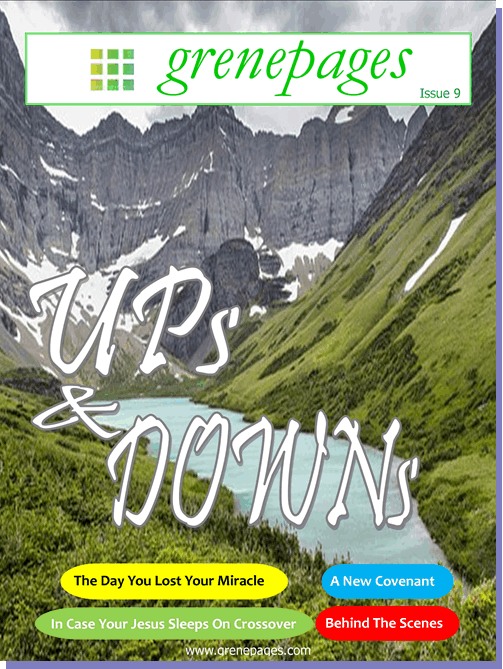 grenepages
Issue 9
UPs
&
DOWNs
The Day You Lost Your Miracle
A New Covenant
In Case Your Jesus Sleeps On Crossover
Behind The Scenes
www.grenepages.com